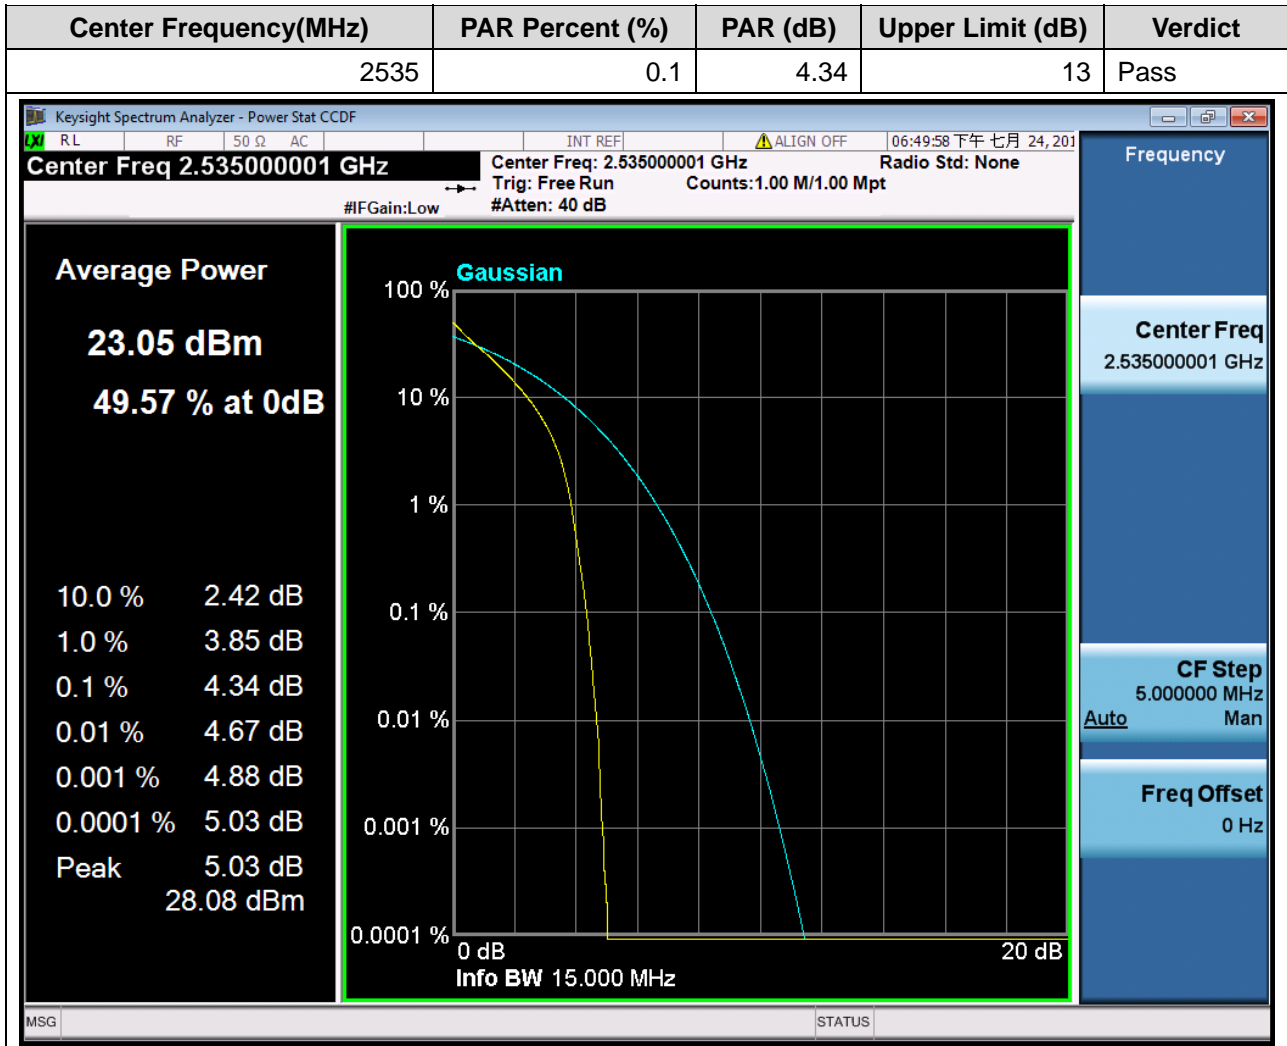 Center Frequency(MHz) PAR Percent (%) PAR (dB) Upper Limit (dB) Verdict
2535 0.1 4.34 13 Pass
Keysight Spectrum Analyzer - Power Stat CCDF
LXI RL RF 50 Ω AC INT REF ALIGN OFF 06:49:58 下午 七月 24, 201
Center Freq 2.535000001 GHz
Center Freq: 2.535000001 GHz Radio Std: None
Trig: Free Run Counts:1.00 M/1.00 Mpt
#IFGain:Low #Atten: 40 dB
Average Power
23.05 dBm
49.57 % at 0dB
10.0 % 2.42 dB
1.0 % 3.85 dB
0.1 % 4.34 dB
0.01 % 4.67 dB
0.001 % 4.88 dB
0.0001 % 5.03 dB
Peak 5.03 dB
28.08 dBm
Gaussian
100 %
10 %
1 %
0.1 %
0.01 %
0.001 %
0.0001 %
0 dB 20 dB
Info BW 15.000 MHz
Frequency
Center Freq
2.535000001 GHz
CF Step
5.000000 MHz
Auto Man
Freq Offset
0 Hz
MSG STATUS